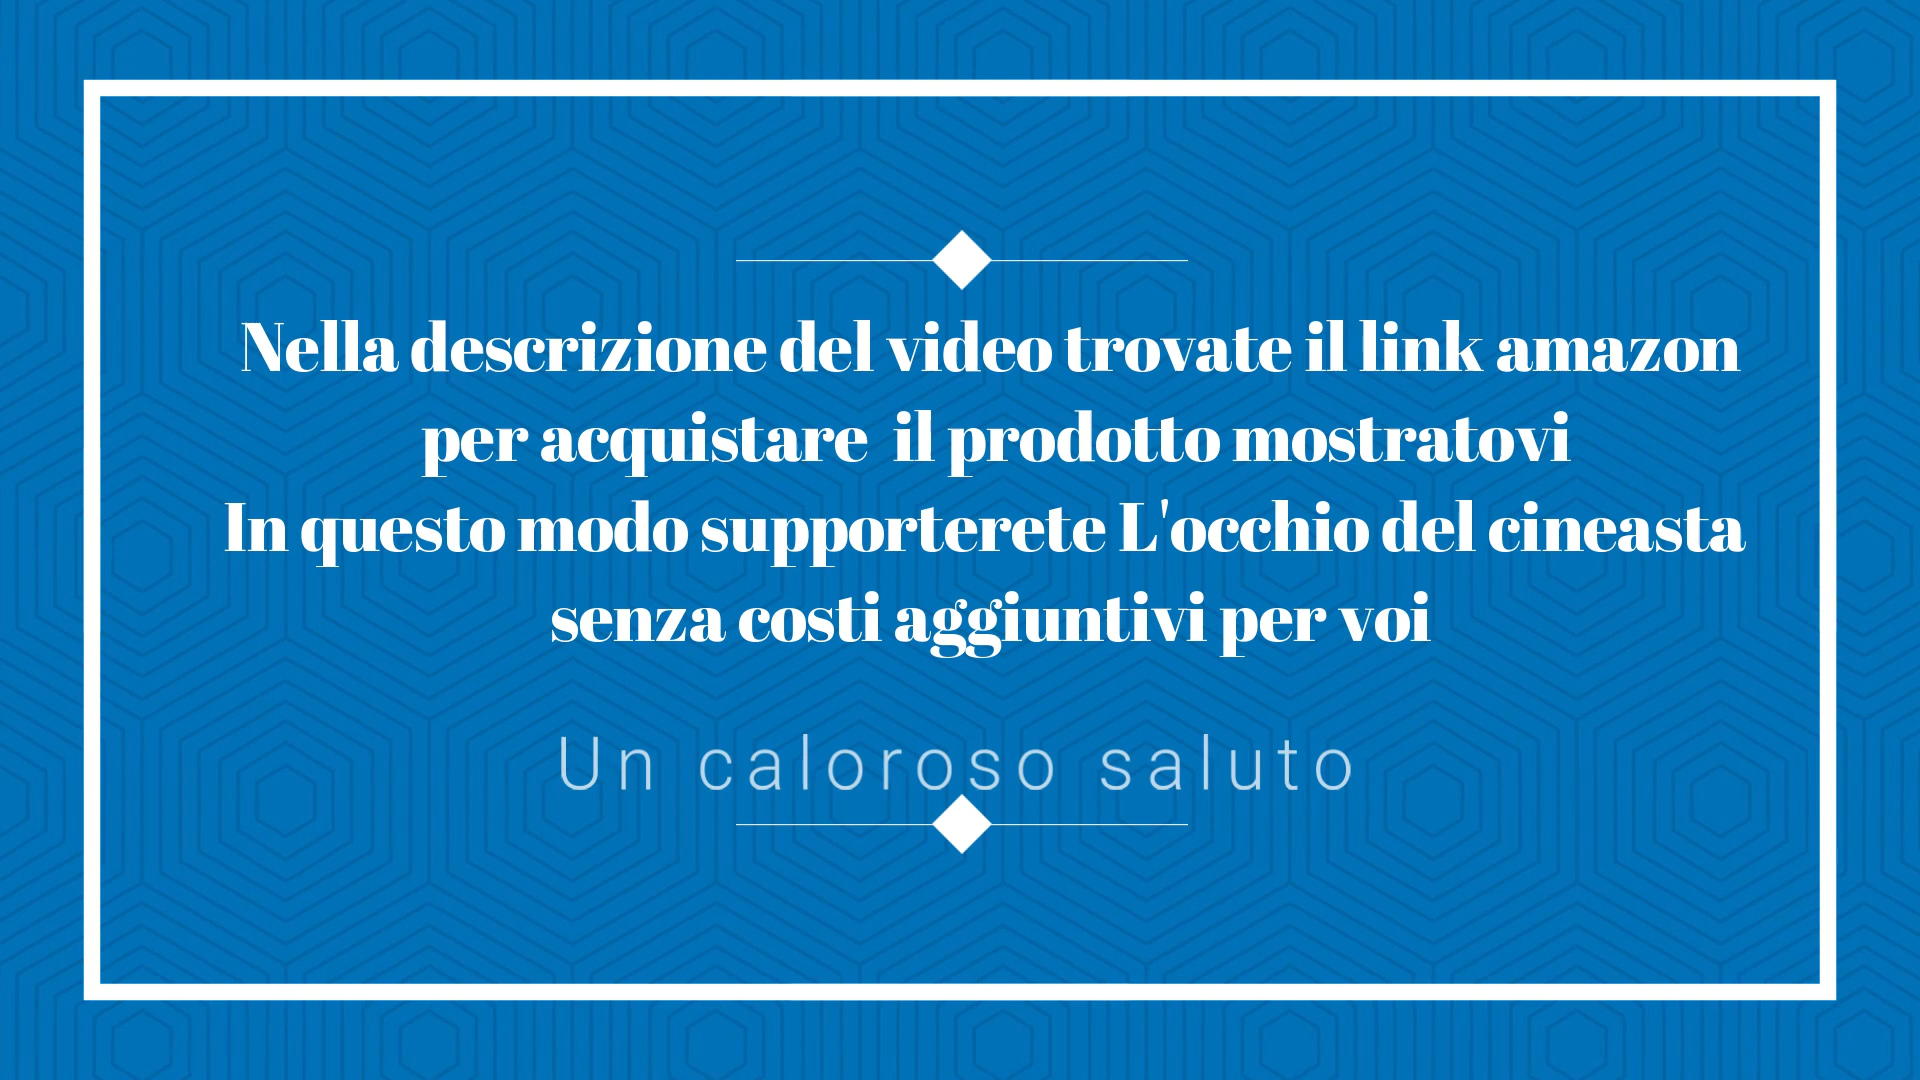 Nella descrizione del video trovate il link amazon
per acquistare  il prodotto mostratovi
In questo modo supporterete L'occhio del cineasta
senza costi aggiuntivi per voi
Un caloroso saluto